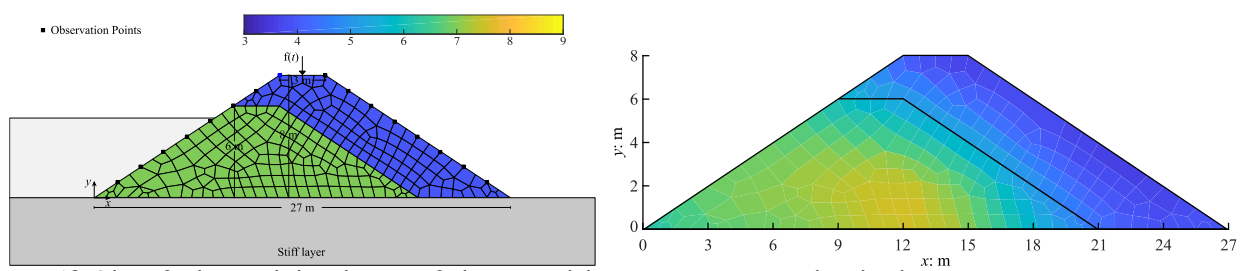 Observation Points
3 4 5 6 7 8 9
f(t)
3 m
8 m
6 m
y
x
27 m
Stiff layer
y: m
8
6
4
2
0
0 3 6 9 12 15 18 21 24 27
x: m